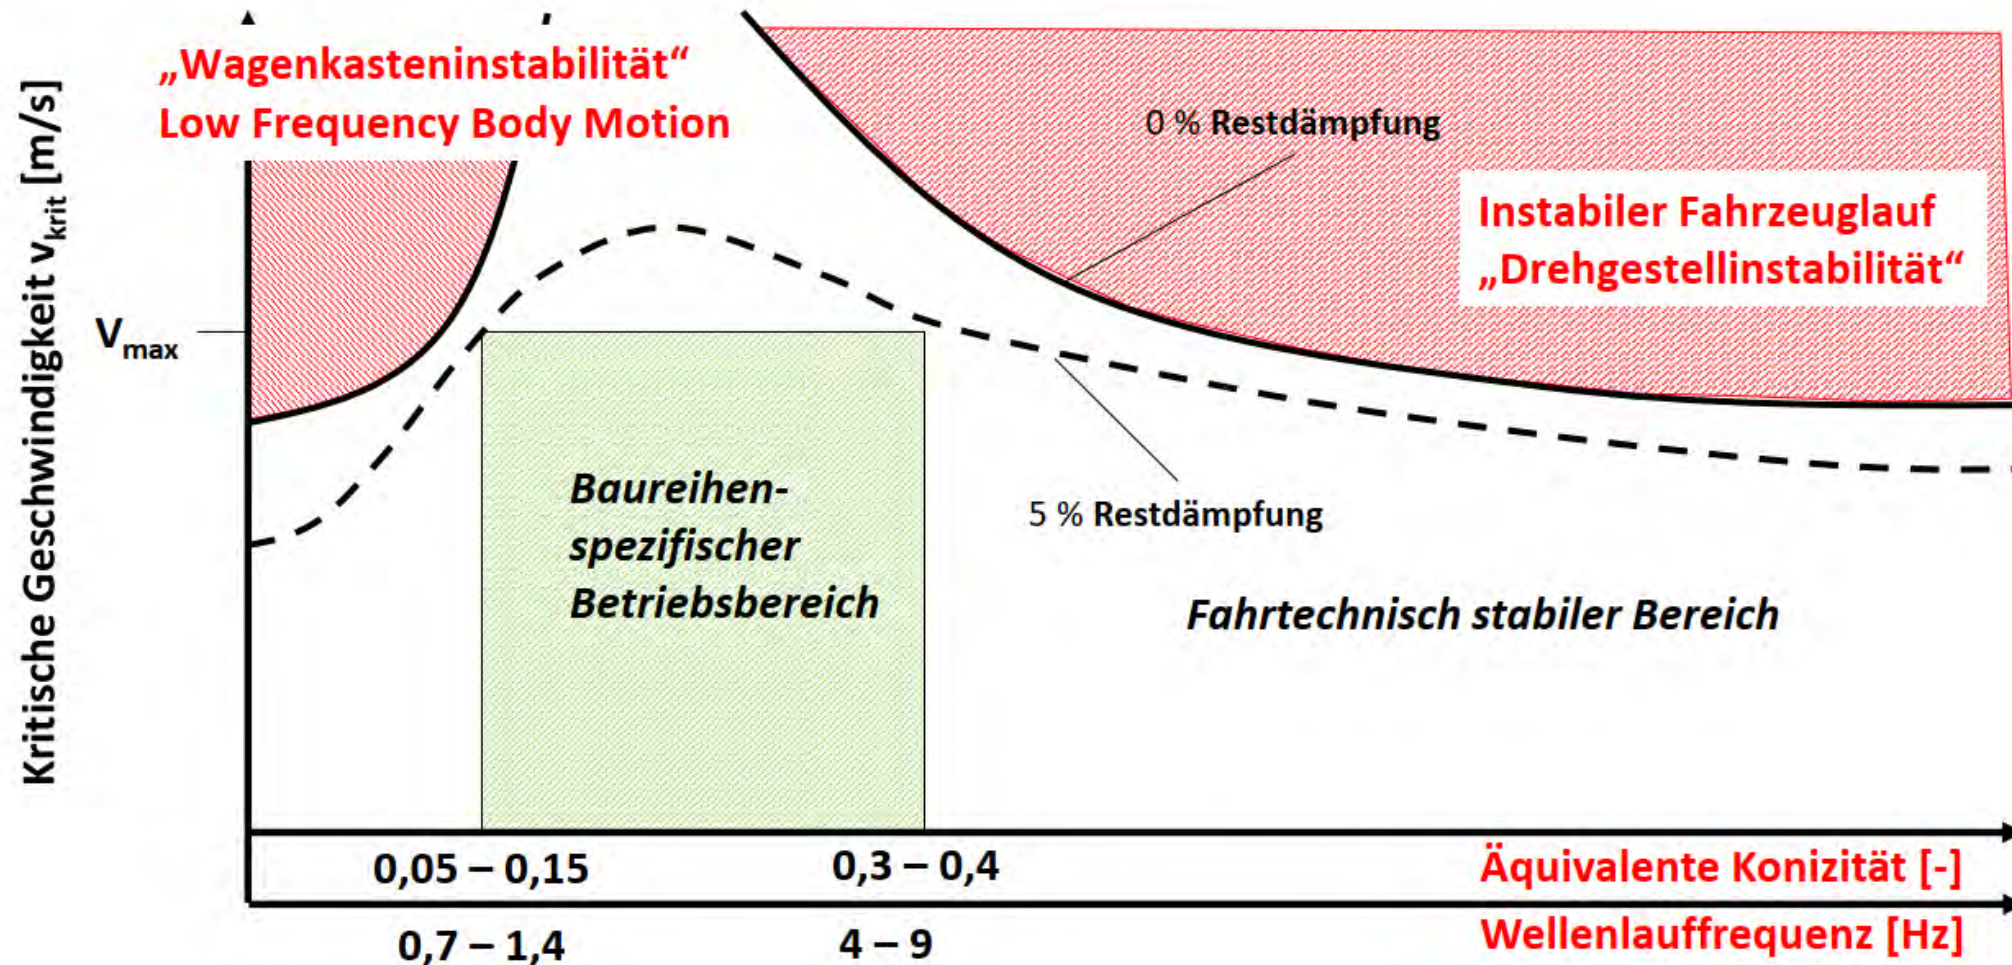 Kritische Geschwindigkeit vkrit [m/s]
„Wagenkasteninstabilität“
Low Frequency Body Motion
0 % Restdämpfung
Instabiler Fahrzeuglauf
„Drehgestellinstabilität“
Vmax
Baureihen-
spezifischer
Betriebsbereich
5 % Restdämpfung
Fahrtechnisch stabiler Bereich
0,05 – 0,15
0,3 – 0,4
Äquivalente Konizität [-]
0,7 – 1,4
4 – 9
Wellenlauffrequenz [Hz]